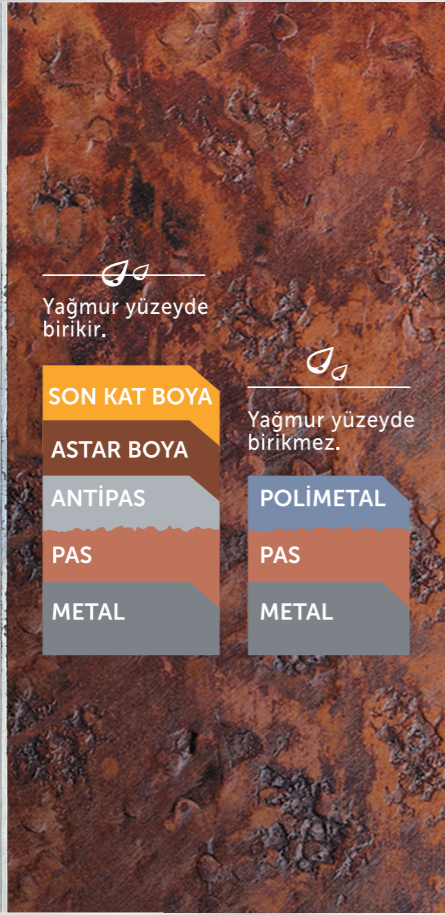 Yağmur yüzeyde
birikir.
SON KAT BOYA
ASTAR BOYA
ANTİPAS
PAS
METAL
Yağmur yüzeyde
birikmez.
POLİMETAL
PAS
METAL